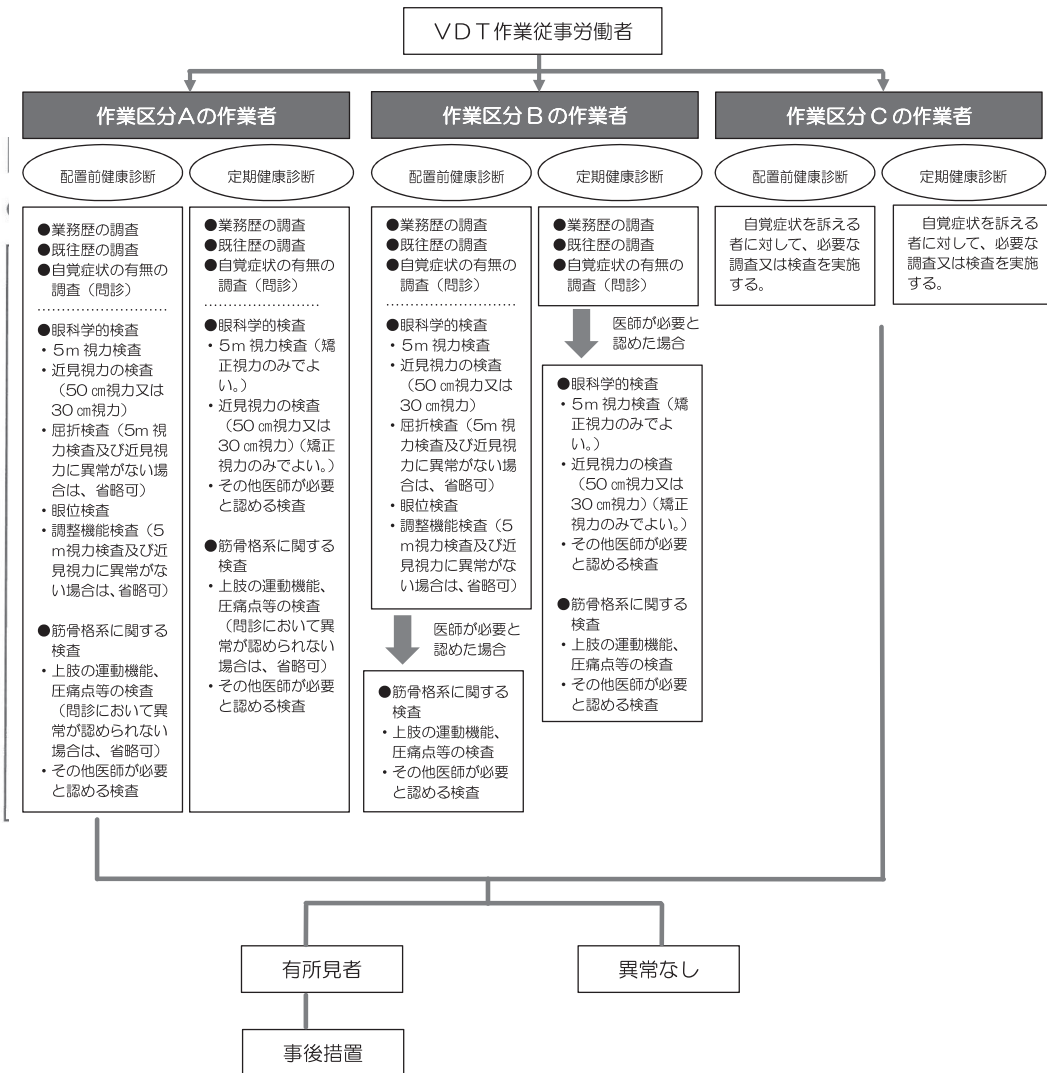 ＶＤＴ作業従事労働者
作業区分Ａの作業者
配置前健康診断
●業務歴の調査
●既往歴の調査
●自覚症状の有無の
調査（問診）
●眼科学的検査
・５ｍ 視力検査
・近見視力の検査
（50 ㎝視力又は
30 ㎝視力）
・屈折検査（5ｍ 視
力検査及び近見視
力に異常がない場
合は、省略可）
・眼位検査
・調整機能検査（５
ｍ視力検査及び近
見視力に異常がな
い場合は、省略可）
●筋骨格系に関する
検査
・上肢の運動機能、
圧痛点等の検査
（問診において異
常が認められない
場合は、省略可）
・その他医師が必要
と認める検査
定期健康診断
●業務歴の調査
●既往歴の調査
●自覚症状の有無の
調査（問診）
●眼科学的検査
・５ｍ 視力検査（矯
正視力のみでよ
い。）
・近見視力の検査
（50 ㎝視力又は
30 ㎝視力）（矯正
視力のみでよい。）
・その他医師が必要
と認める検査
●筋骨格系に関する
検査
・上肢の運動機能、
圧痛点等の検査
（問診において異
常が認められない
場合は、省略可）
・その他医師が必要
と認める検査
作業区分Ｂの作業者
配置前健康診断
●業務歴の調査
●既往歴の調査
●自覚症状の有無の
調査（問診）
●眼科学的検査
・５ｍ 視力検査
・近見視力の検査
（50 ㎝視力又は
30 ㎝視力）
・屈折検査（5ｍ 視
力検査及び近見視
力に異常がない場
合は、省略可）
・眼位検査
・調整機能検査（５
ｍ視力検査及び近
見視力に異常がな
い場合は、省略可）
医師が必要と
認めた場合
●筋骨格系に関する
検査
・上肢の運動機能、
圧痛点等の検査
・その他医師が必要
と認める検査
定期健康診断
●業務歴の調査
●既往歴の調査
●自覚症状の有無の
調査（問診）
医師が必要と
認めた場合
●眼科学的検査
・５ｍ 視力検査（矯
正視力のみでよ
い。）
・近見視力の検査
（50 ㎝視力又は
30 ㎝視力）（矯正
視力のみでよい。）
・その他医師が必要
と認める検査
●筋骨格系に関する
検査
・上肢の運動機能、
圧痛点等の検査
・その他医師が必要
と認める検査
作業区分Ｃの作業者
配置前健康診断
自覚症状を訴える
者に対して、必要な
調査又は検査を実施
する。
定期健康診断
自覚症状を訴える
者に対して、必要な
調査又は検査を実施
する。
有所見者
異常なし
事後措置